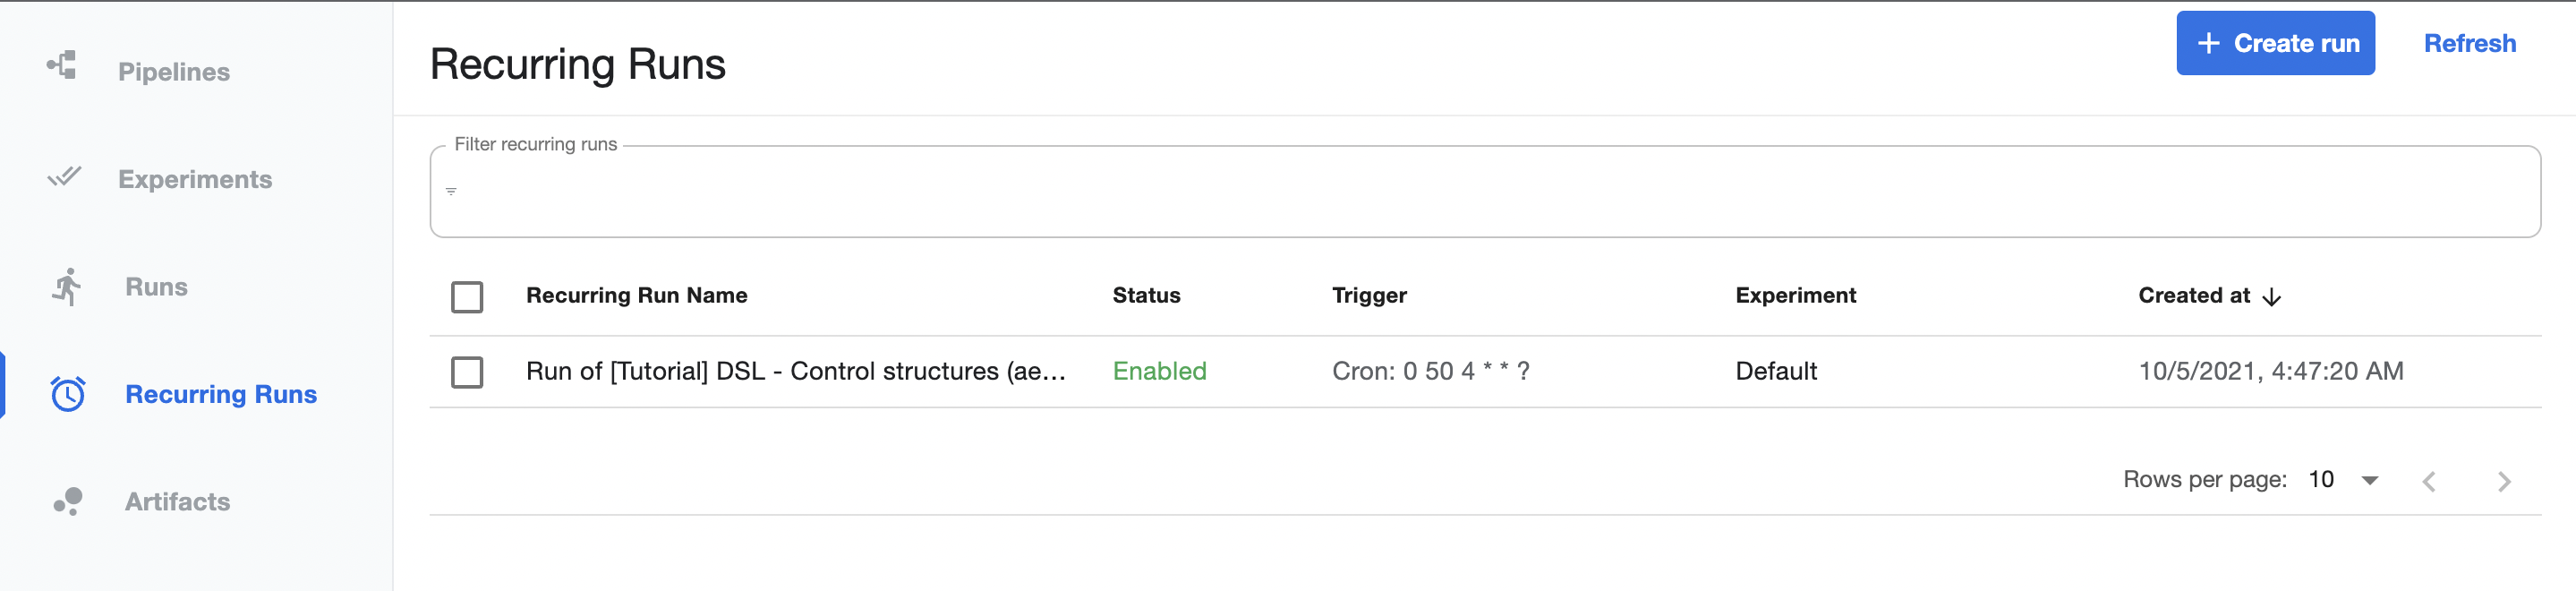 Pipelines
Experiments
Runs
Recurring Runs
Artifacts
Recurring Runs
+ Create run
Refresh
Filter recurring runs
Recurring Run Name Status Trigger Experiment Created at ↓
Run of [Tutorial] DSL - Control structures (ae... Enabled Cron: 0 50 4 * * ? Default 10/5/2021, 4:47:20 AM
Rows per page: 10